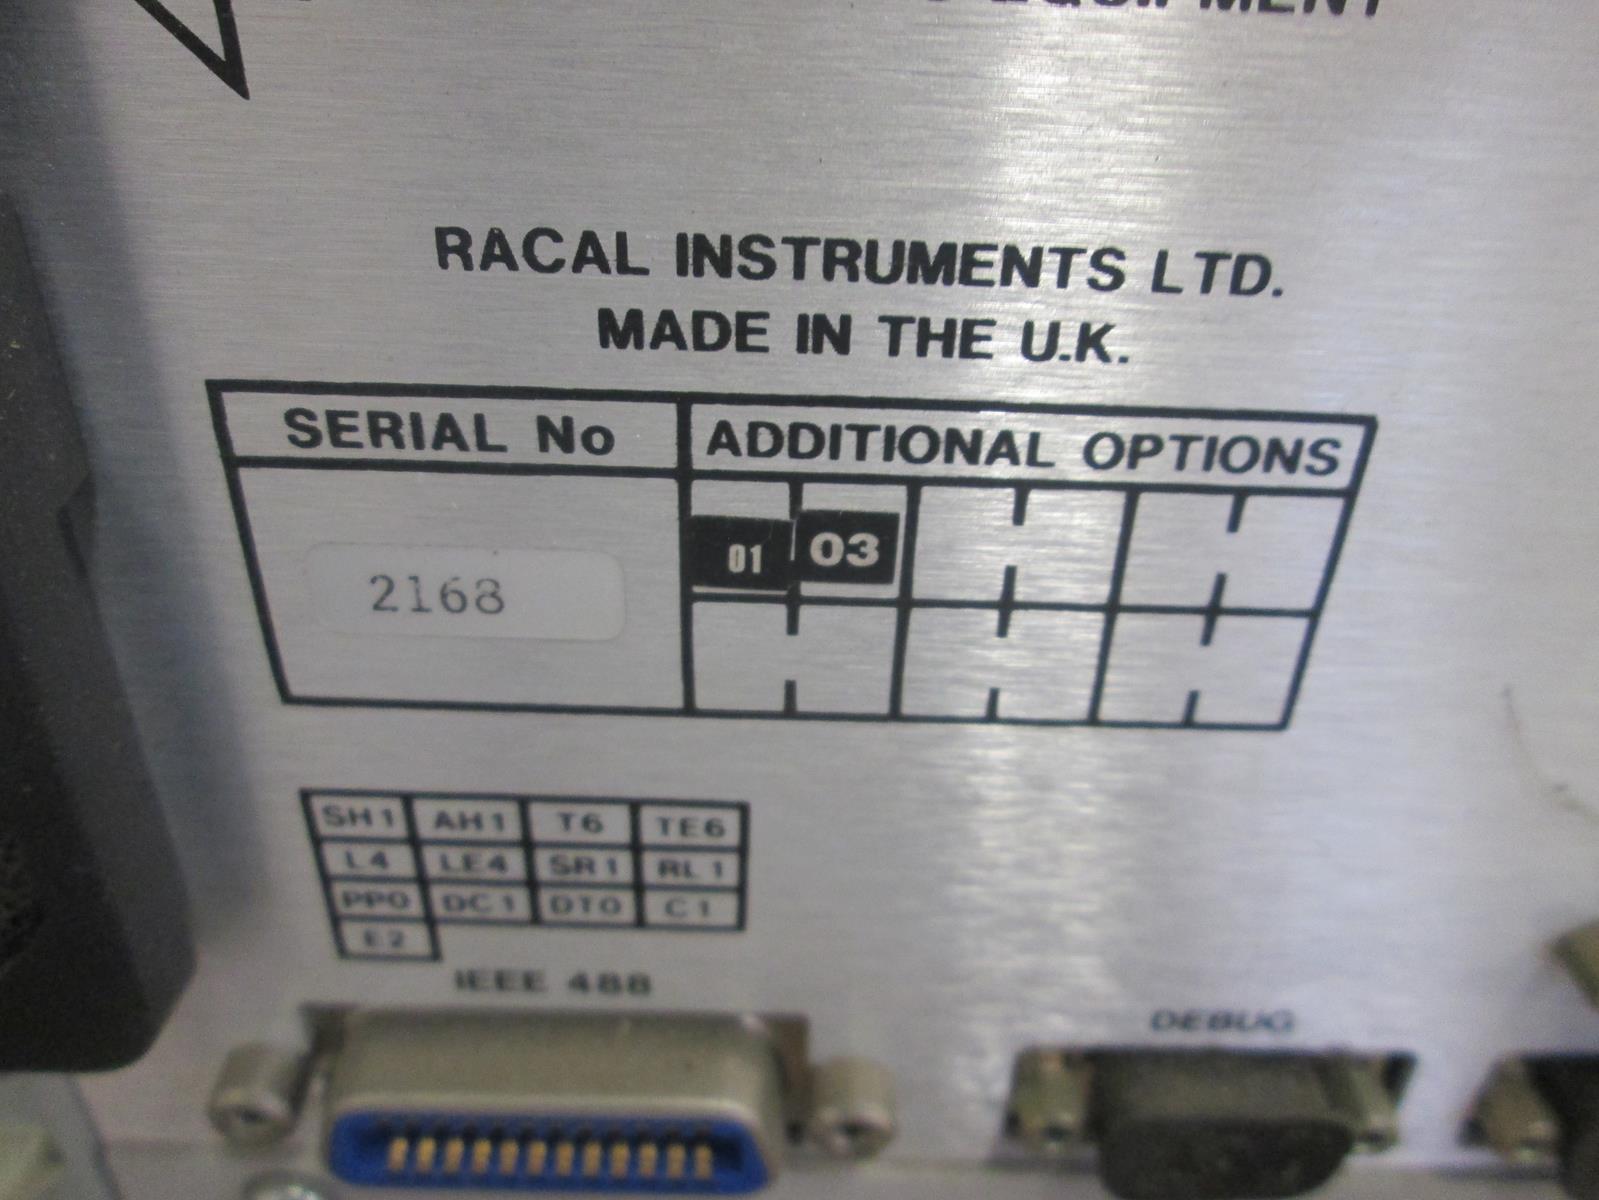 EQUIPMENT
RACAL INSTRUMENTS LTD.
MADE IN THE U.K.
SERIAL No ADDITIONAL OPTIONS
2168 01 03
SH1 AH1 T6 TE6
L4 LE4 SR1 RL1
PP0 DC1 DT0 C1
E2
IEEE 488
DEBUG